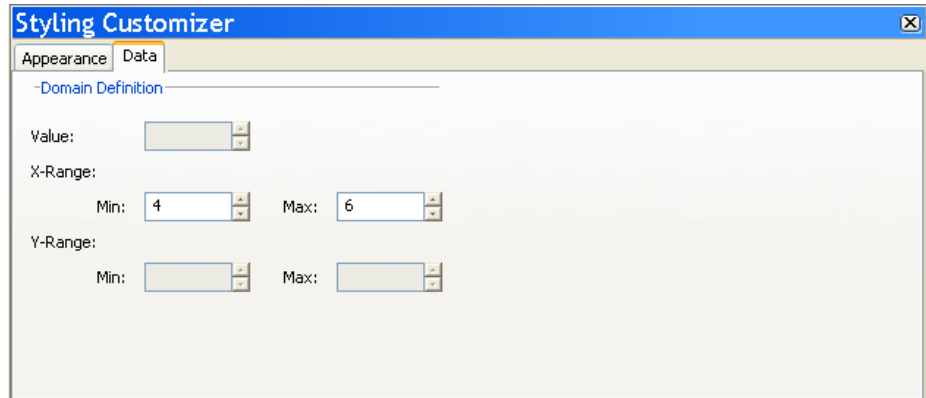 Styling Customizer
Appearance Data
Domain Definition
Value:
X-Range:
Min: 4 Max: 6
Y-Range:
Min: Max: